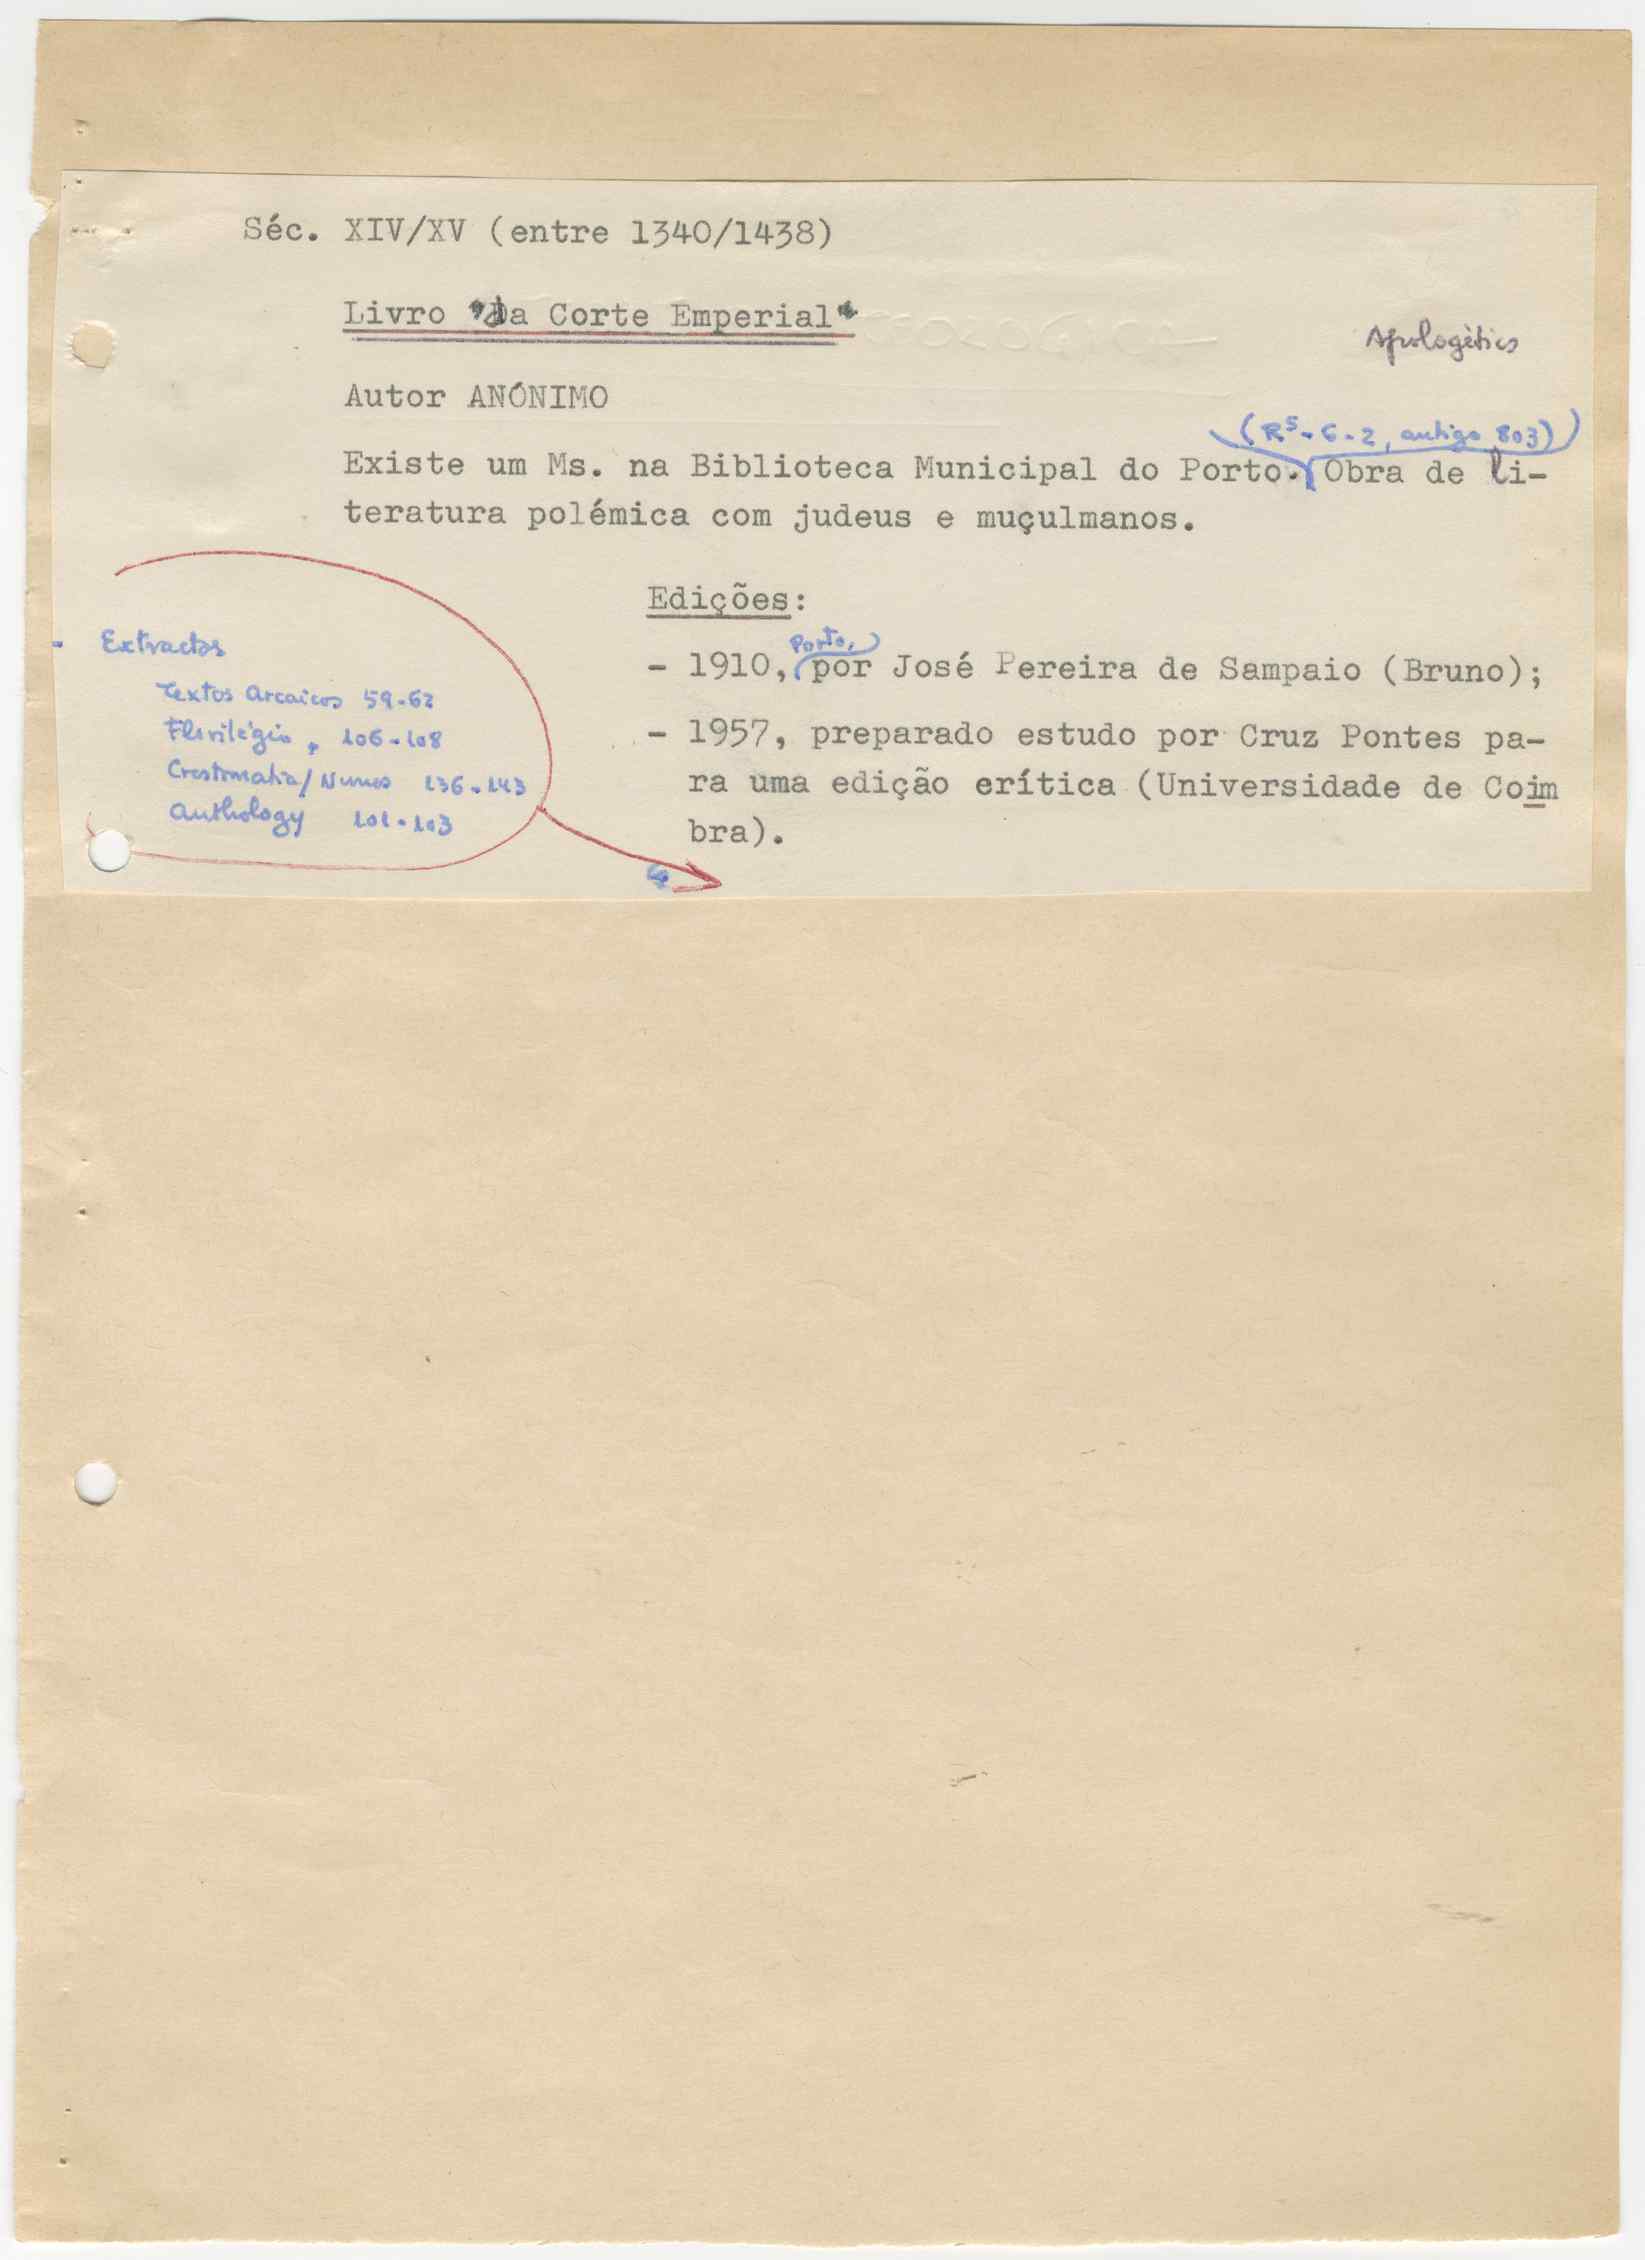 Séc. XIV/XV (entre 1340/1438)
Livro "da Corte Emperial"
Apologético
Autor ANÓNIMO
(R5-6-2, antigo 803)
Existe um Ms. na Biblioteca Municipal do Porto. Obra de li-
teratura polémica com judeus e muçulmanos.
Edições:
Porto,
- 1910, por José Pereira de Sampaio (Bruno);
- 1957, preparado estudo por Cruz Pontes pa-
ra uma edição erítica (Universidade de Coim
bra).
- Extractos
Textos Arcaicos 59-62
Florilégio, 106-108
Crestomatia/Nunes 136-143
Anthology 101-103